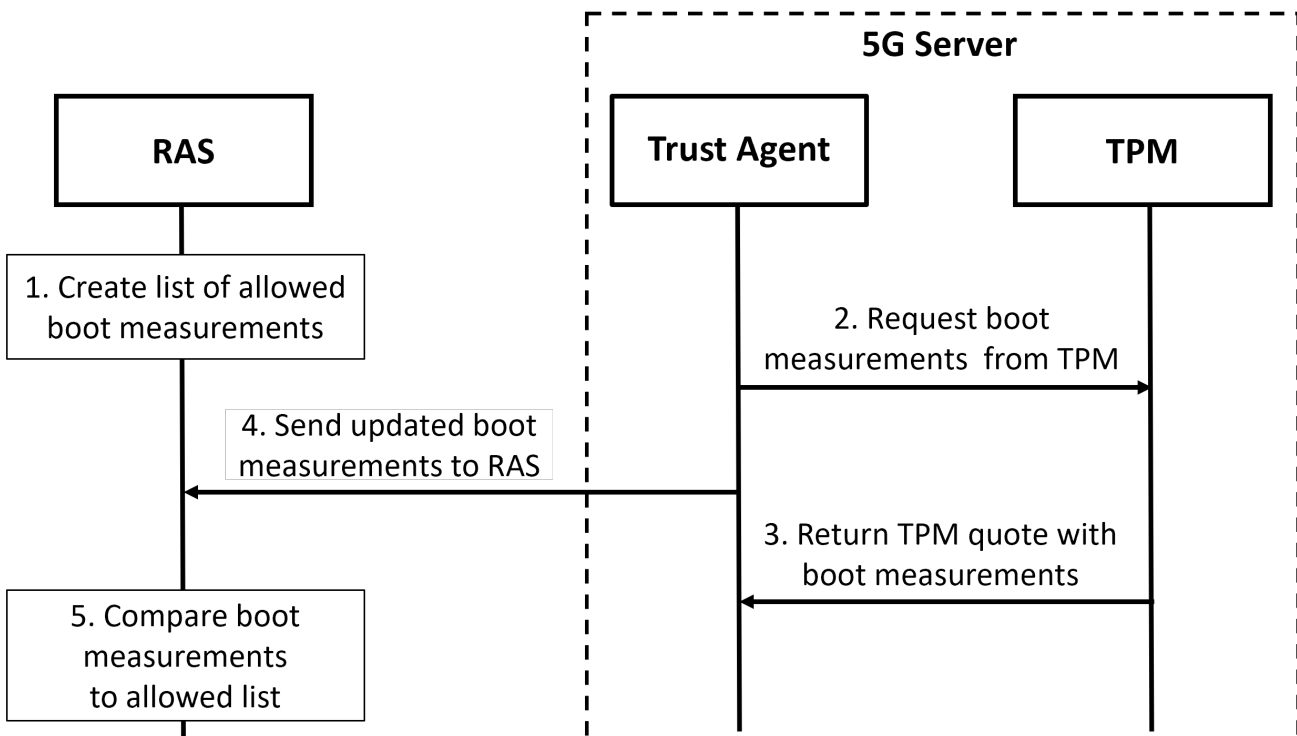 5G Server
RAS
Trust Agent
TPM
1. Create list of allowed
boot measurements
2. Request boot
measurements from TPM
4. Send updated boot
measurements to RAS
3. Return TPM quote with
boot measurements
5. Compare boot
measurements
to allowed list